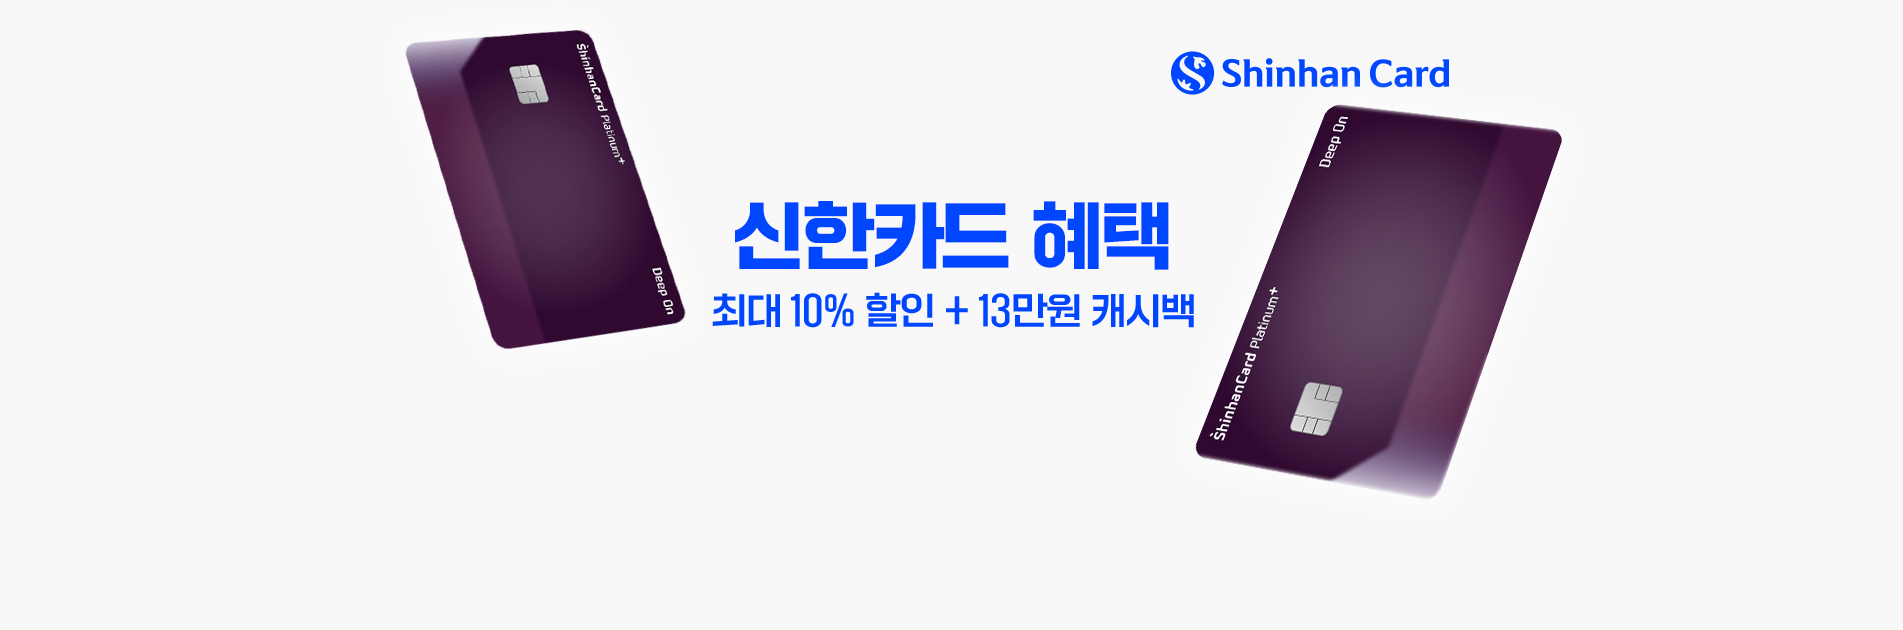 ShinhanCard Platinum+
Deep On
Shinhan Card
신한카드 혜택
최대 10% 할인 + 13만원 캐시백
Deep On
ShinhanCard Platinum+